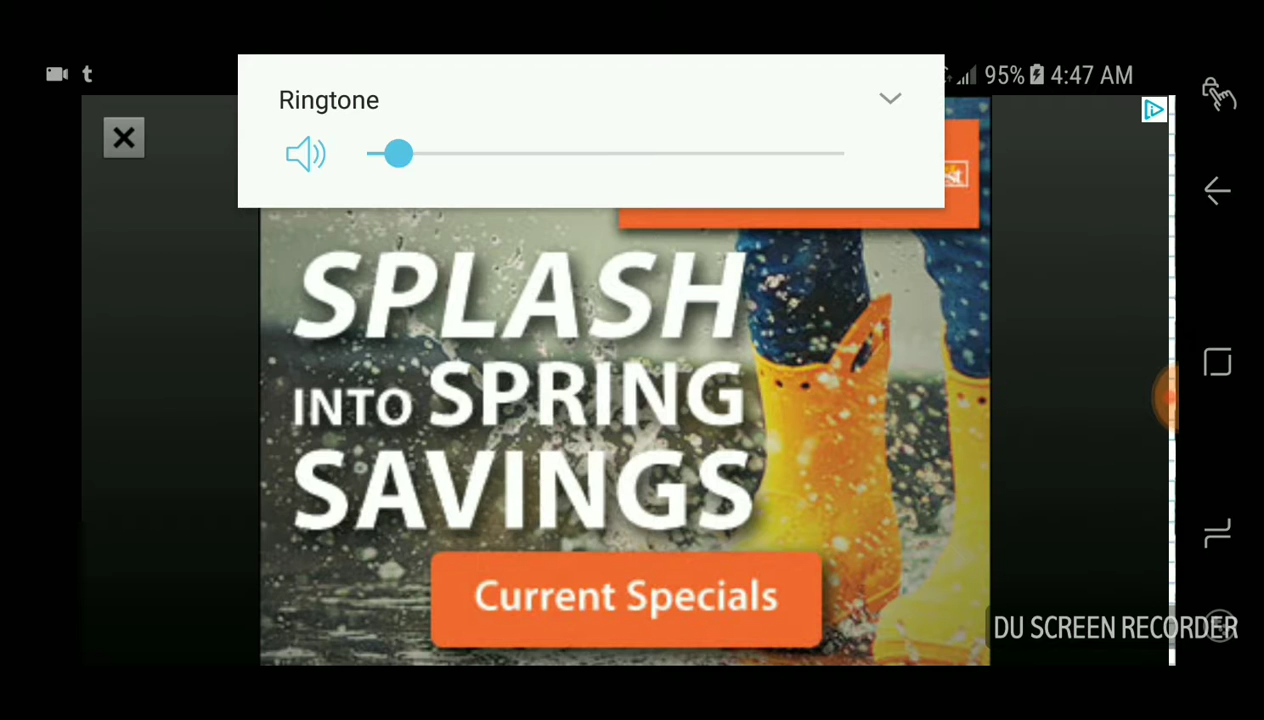 t
95% 4:47 AM
Ringtone
SPLASH
INTO SPRING
SAVINGS
Current Specials
DU SCREEN RECORDER